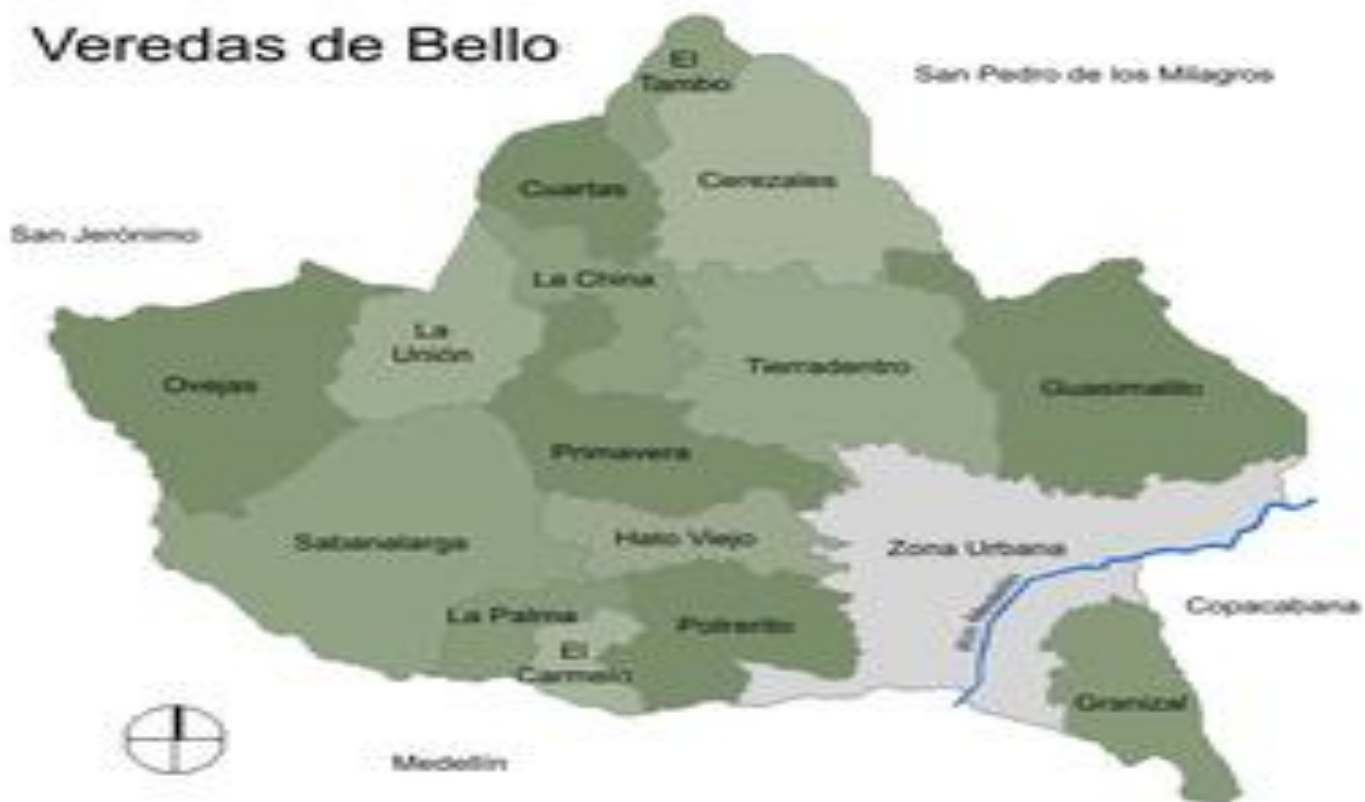 Veredas de Bello
El
Tambo
San Pedro de los Milagros
Cuartas
Cerezales
San Jerónimo
La China
La
Unión
Ovejas
Tierradentro
Guasimalito
Primavera
Sabanalarga
Hato Viejo
Zona Urbana
La Palma
Potrerito
Copacabana
El
Carmelo
Granizal
Medellín